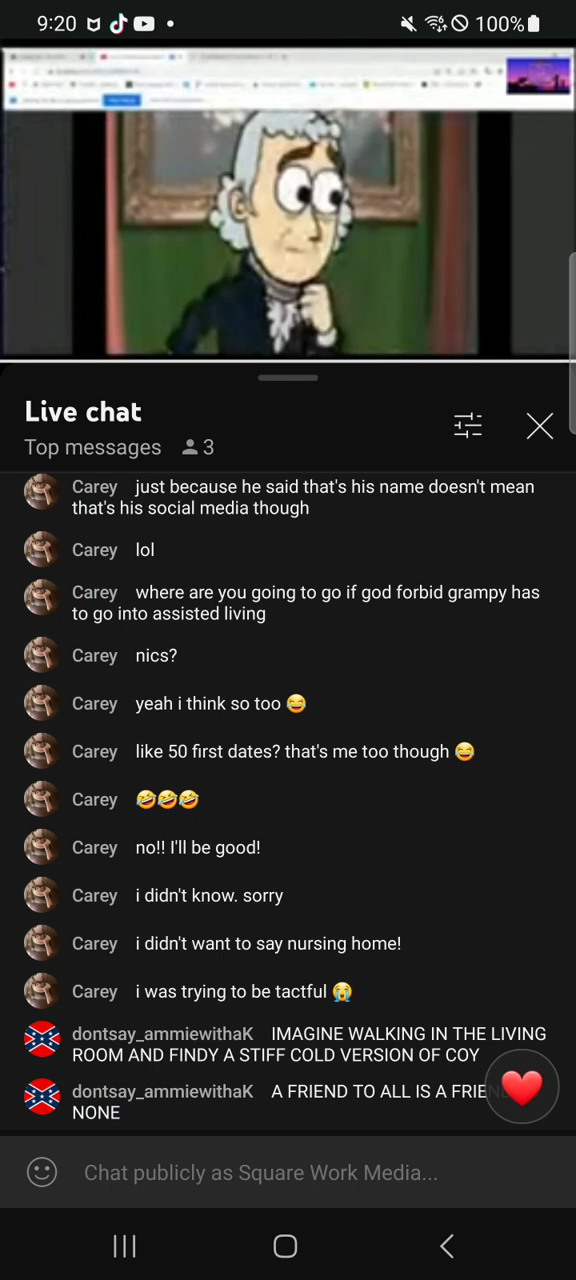 9:20
100%
Live chat
Top messages 3
Carey just because he said that's his name doesn't mean
that's his social media though
Carey lol
Carey where are you going to go if god forbid grampy has
to go into assisted living
Carey nics?
Carey yeah i think so too 😂
Carey like 50 first dates? that's me too though 😂
Carey 🤣🤣🤣
Carey no!! I'll be good!
Carey i didn't know. sorry
Carey i didn't want to say nursing home!
Carey i was trying to be tactful 😭
dontsay_ammiewithaK IMAGINE WALKING IN THE LIVING
ROOM AND FINDY A STIFF COLD VERSION OF COY
dontsay_ammiewithaK A FRIEND TO ALL IS A FRIEND
NONE
Chat publicly as Square Work Media...